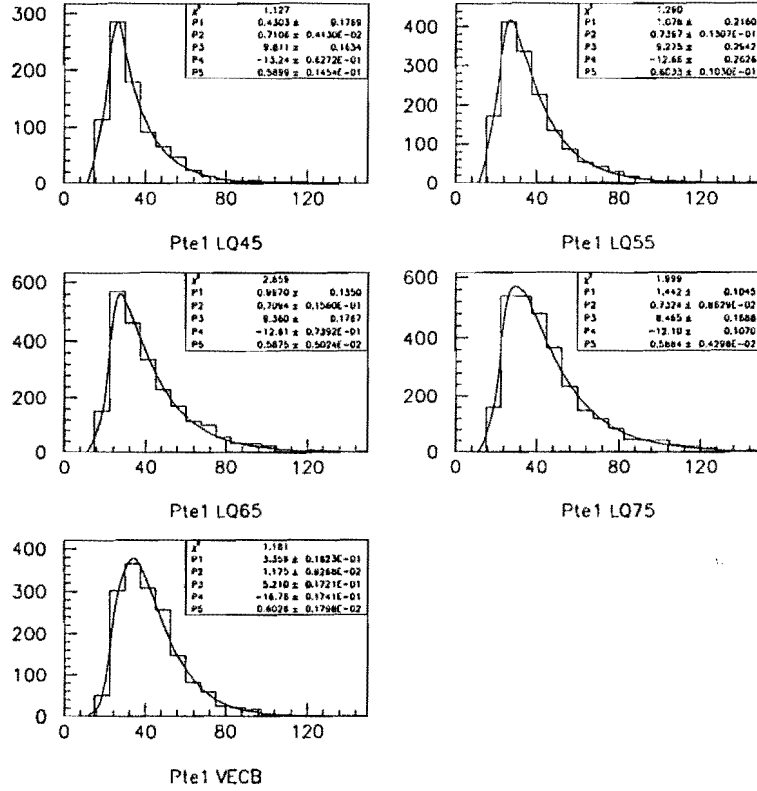 χ² 1.127
P1 0.4303 ± 0.1769
P2 0.7106 ± 0.4130E-02
P3 9.811 ± 0.1634
P4 -13.24 ± 0.6272E-01
P5 0.5899 ± 0.1454E-01
300
200
100
0
0 40 80 120
Pte1 LQ45
χ² 1.290
P1 1.078 ± 0.2160
P2 0.7397 ± 0.1307E-01
P3 9.275 ± 0.2642
P4 -12.66 ± 0.2626
P5 0.6033 ± 0.1030E-01
400
300
200
100
0
0 40 80 120
Pte1 LQ55
χ² 2.659
P1 0.9870 ± 0.1350
P2 0.7094 ± 0.1560E-01
P3 9.360 ± 0.1767
P4 -12.61 ± 0.7392E-01
P5 0.5875 ± 0.5024E-02
600
400
200
0
0 40 80 120
Pte1 LQ65
χ² 1.999
P1 1.442 ± 0.1045
P2 0.7324 ± 0.8629E-02
P3 8.465 ± 0.1688
P4 -12.10 ± 0.1070
P5 0.5684 ± 0.4298E-02
600
400
200
0
0 40 80 120
Pte1 LQ75
χ² 1.181
P1 3.359 ± 0.1623E-01
P2 1.175 ± 0.8268E-02
P3 5.210 ± 0.1721E-01
P4 -16.76 ± 0.1741E-01
P5 0.6026 ± 0.1798E-02
400
300
200
100
0
0 40 80 120
Pte1 VECB